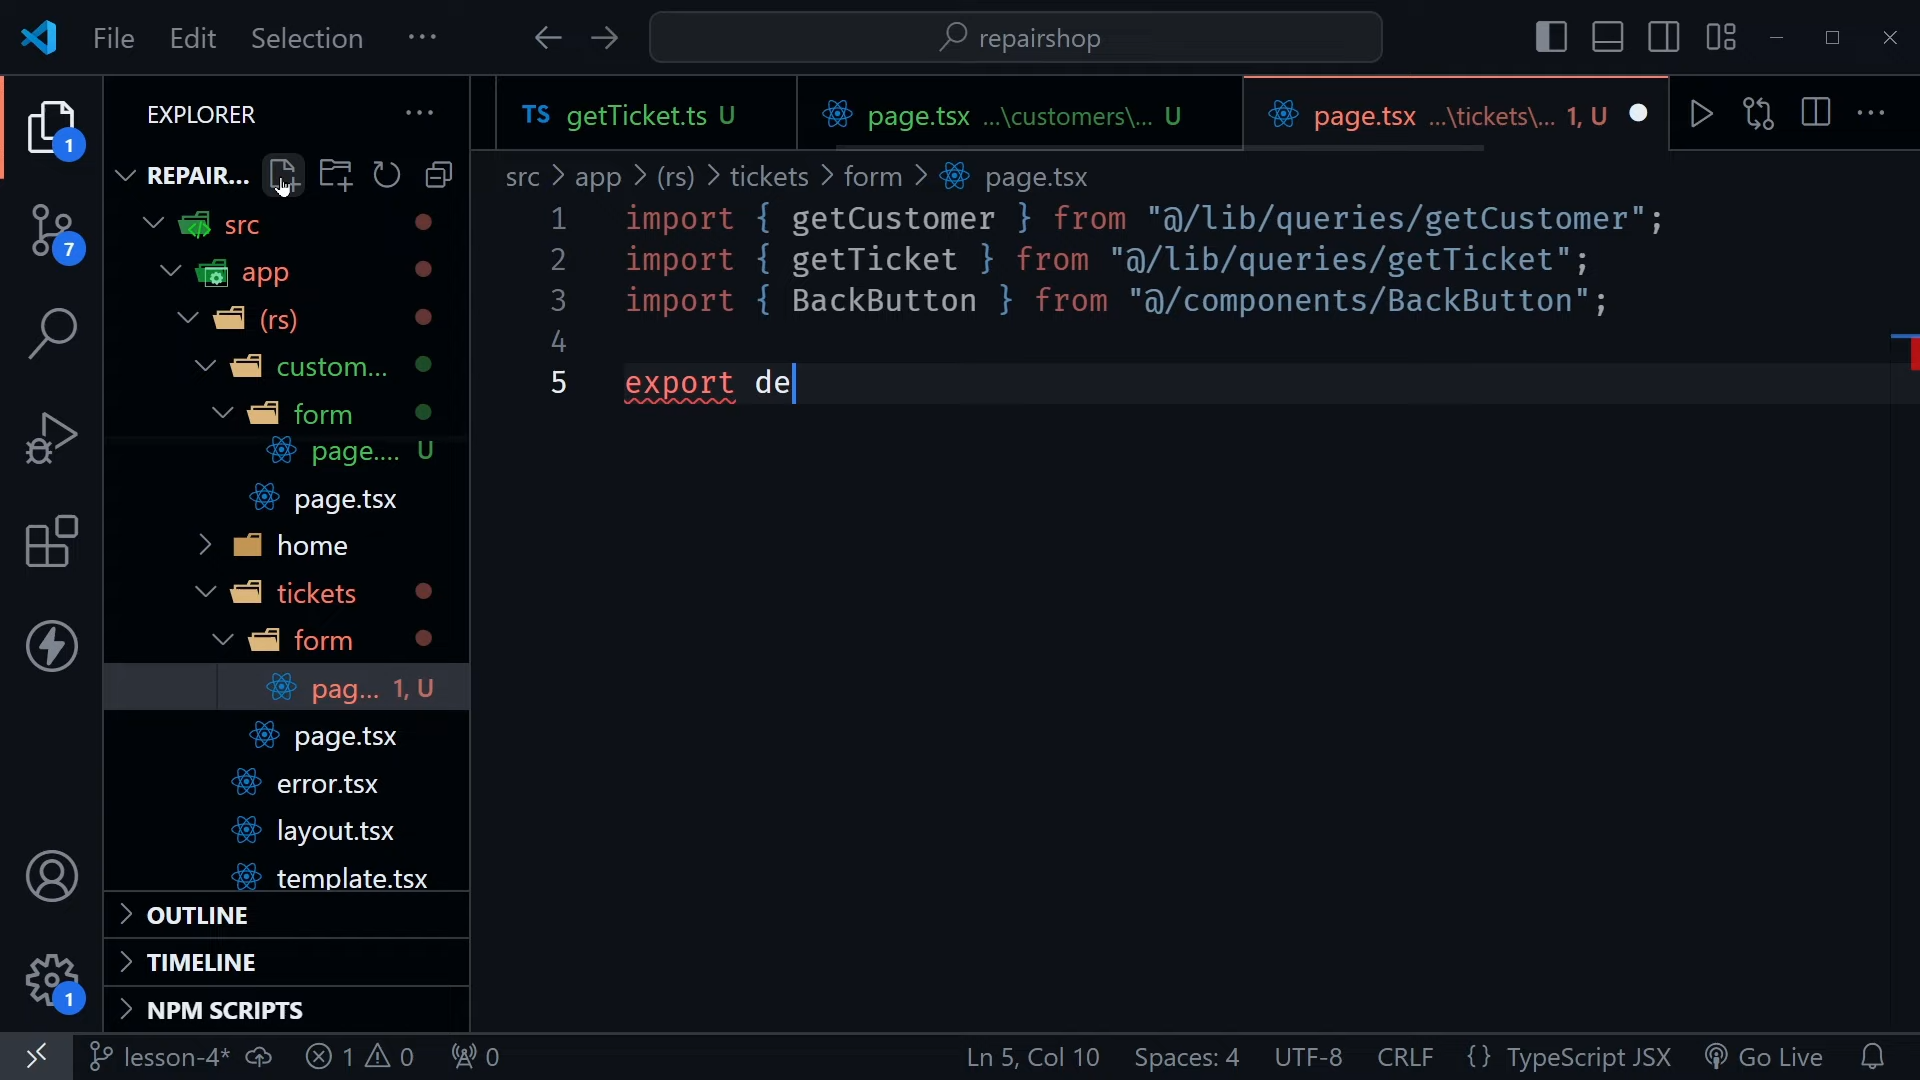 File Edit Selection ··· repairshop
EXPLORER ···
REPAIR...
src
app
(rs)
custom...
form
page.... U
page.tsx
home
tickets
form
pag... 1, U
page.tsx
error.tsx
layout.tsx
template.tsx
OUTLINE
TIMELINE
NPM SCRIPTS
1
7
1
TS getTicket.ts U
page.tsx ...\customers\... U
page.tsx ...\tickets\... 1, U
src > app > (rs) > tickets > form > page.tsx
1 import { getCustomer } from "@/lib/queries/getCustomer";
2 import { getTicket } from "@/lib/queries/getTicket";
3 import { BackButton } from "@/components/BackButton";
4
5 export de
lesson-4* 1 0 0 Ln 5, Col 10 Spaces: 4 UTF-8 CRLF {} TypeScript JSX Go Live